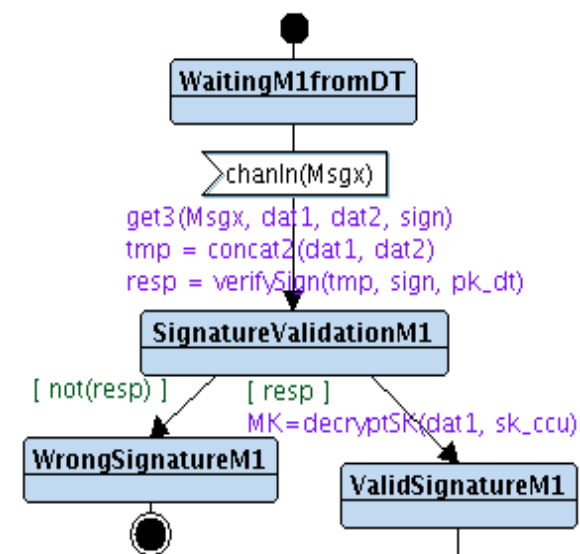 WaitingM1fromDT
chanIn(Msgx)
get3(Msgx, dat1, dat2, sign)
tmp = concat2(dat1, dat2)
resp = verifySign(tmp, sign, pk_dt)
SignatureValidationM1
[ not(resp) ]
[ resp ]
MK=decryptSK(dat1, sk_ccu)
WrongSignatureM1
ValidSignatureM1